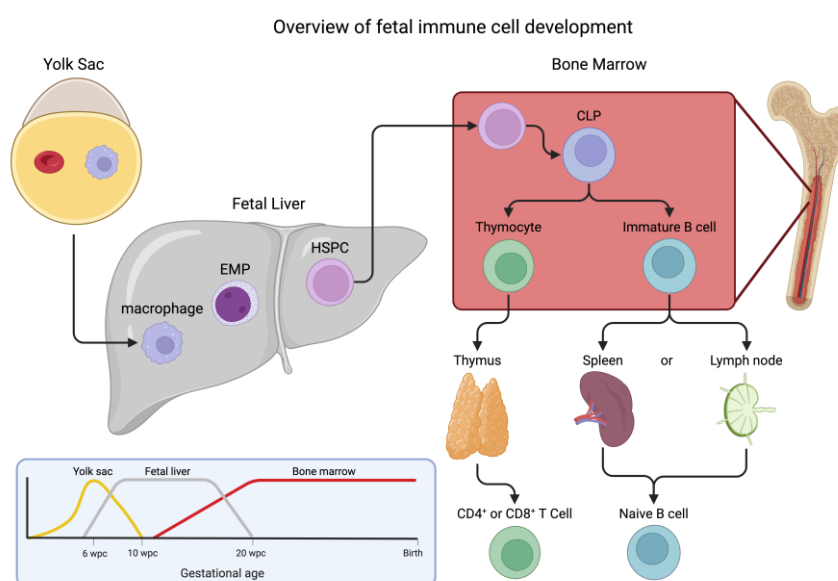 Overview of fetal immune cell development
Yolk Sac
Bone Marrow
CLP
Fetal Liver
HSPC
EMP
macrophage
Thymocyte
Immature B cell
Thymus
Spleen
or
Lymph node
CD4⁺ or CD8⁺ T Cell
Naive B cell
Yolk sac
Fetal liver
Bone marrow
6 wpc
10 wpc
20 wpc
Birth
Gestational age